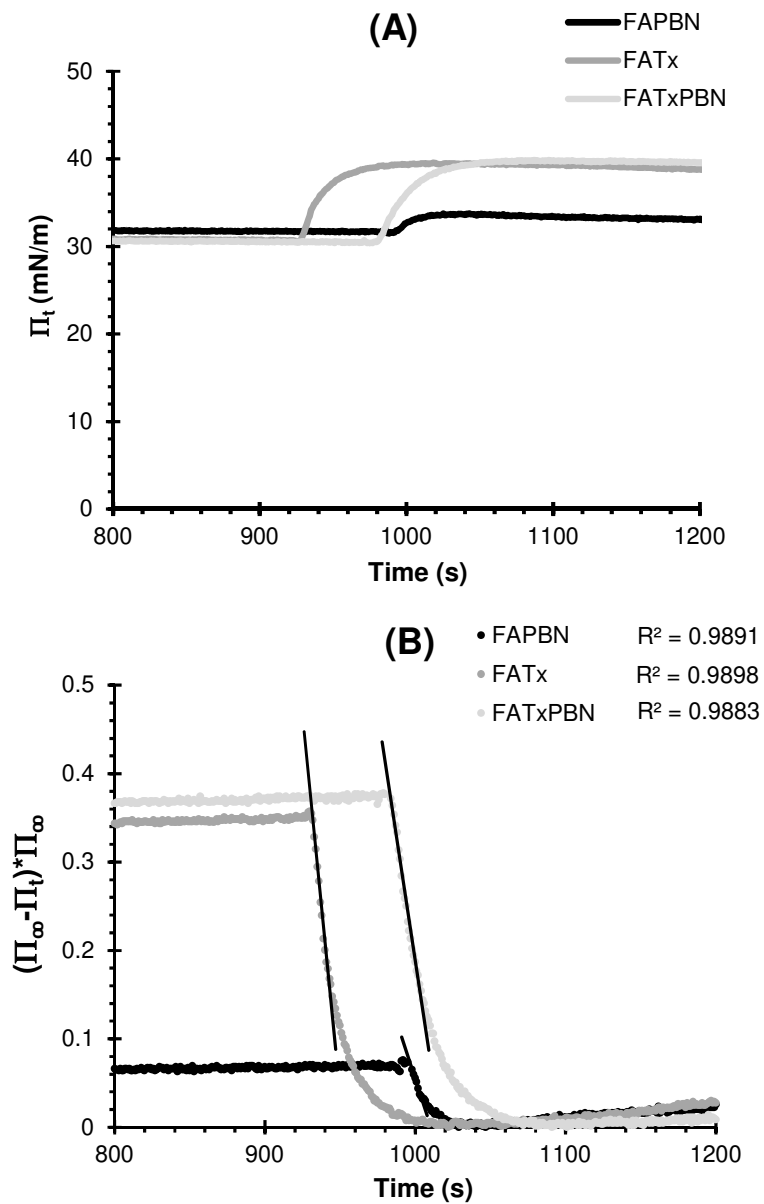 (A)
FAPBN
FATx
FATxPBN
50
40
30
20
10
0
Πt (mN/m)
800 900 1000 1100 1200
Time (s)
(B)
FAPBN R² = 0.9891
FATx R² = 0.9898
FATxPBN R² = 0.9883
0.5
0.4
0.3
0.2
0.1
0
(Π∞-Πt)*Π∞
800 900 1000 1100 1200
Time (s)